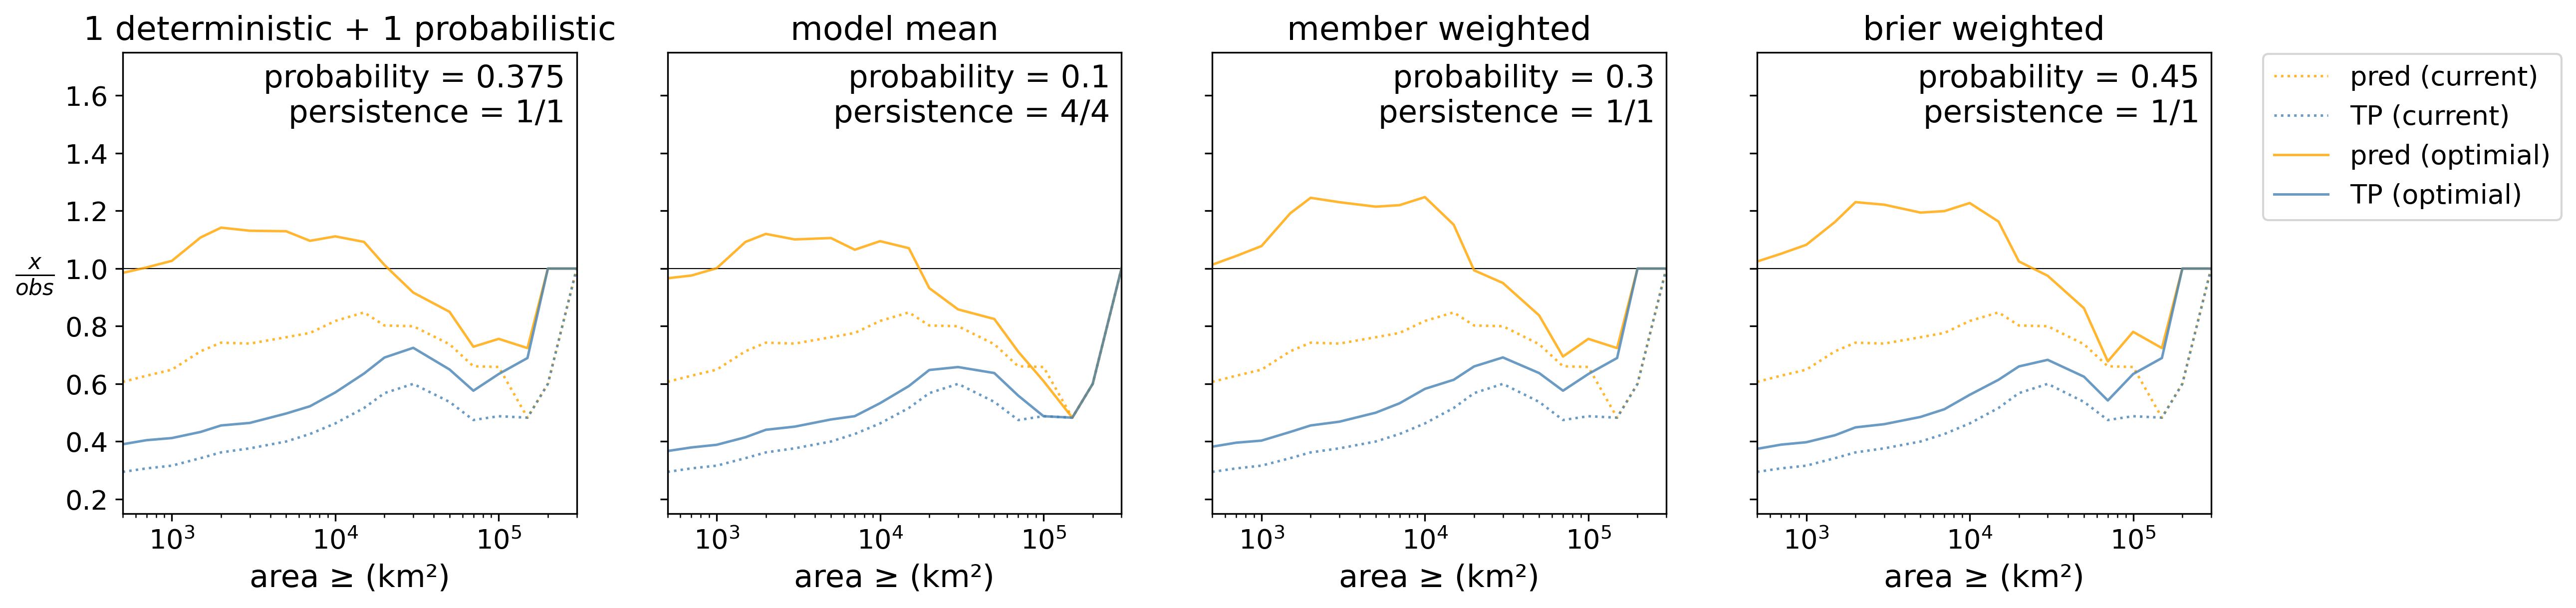 1 deterministic + 1 probabilistic
probability = 0.375
persistence = 1/1
1.6
1.4
1.2
1.0
0.8
0.6
0.4
0.2
x
obs
10³
10⁴
10⁵
area ≥ (km²)
model mean
probability = 0.1
persistence = 4/4
10³
10⁴
10⁵
area ≥ (km²)
member weighted
probability = 0.3
persistence = 1/1
10³
10⁴
10⁵
area ≥ (km²)
brier weighted
probability = 0.45
persistence = 1/1
10³
10⁴
10⁵
area ≥ (km²)
pred (current)
TP (current)
pred (optimial)
TP (optimial)